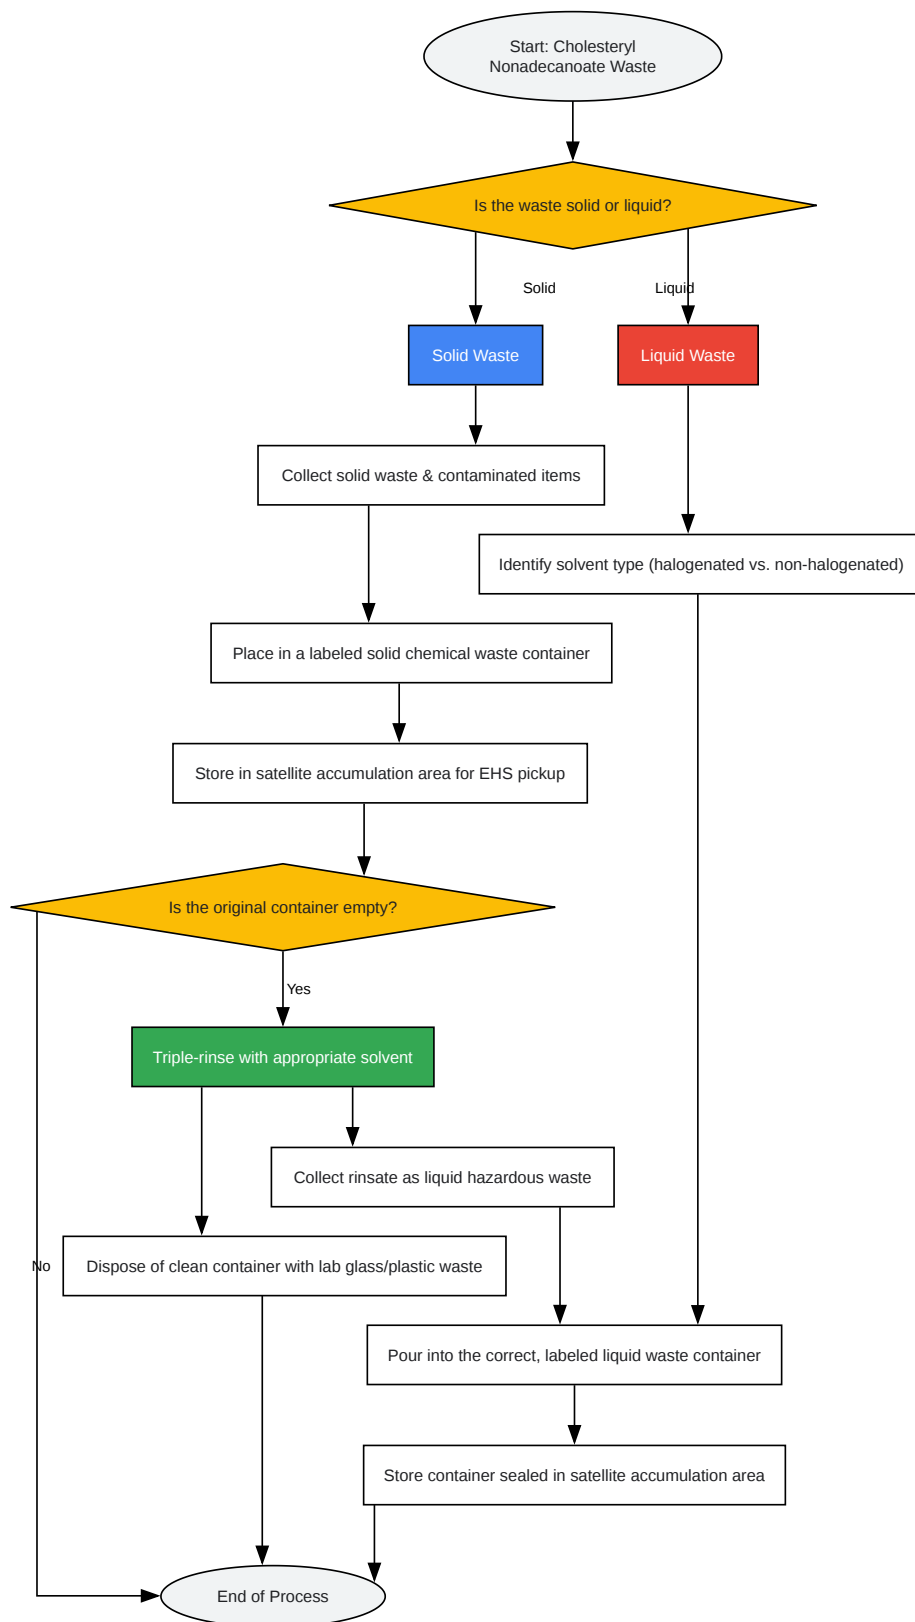 Start: Cholesteryl
Nonadecanoate Waste
Is the waste solid or liquid?
Solid
Liquid
Solid Waste
Liquid Waste
Collect solid waste & contaminated items
Identify solvent type (halogenated vs. non-halogenated)
Place in a labeled solid chemical waste container
Store in satellite accumulation area for EHS pickup
Is the original container empty?
Yes
Triple-rinse with appropriate solvent
Collect rinsate as liquid hazardous waste
No
Dispose of clean container with lab glass/plastic waste
Pour into the correct, labeled liquid waste container
Store container sealed in satellite accumulation area
End of Process